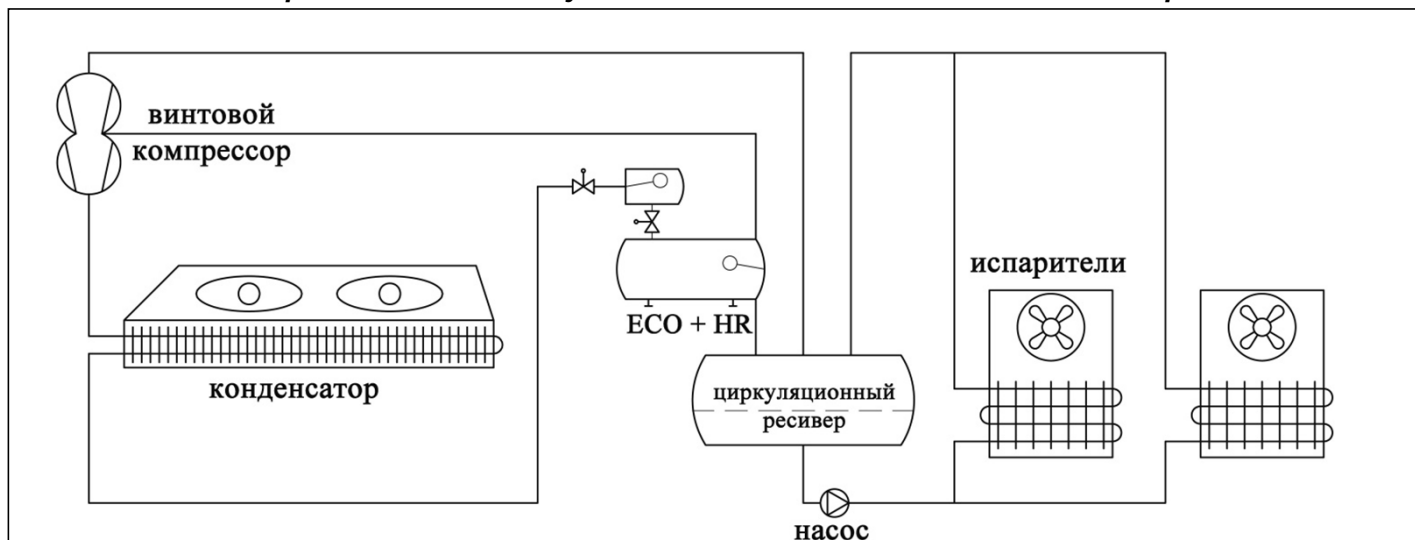 винтовой
компрессор
ECO + HR
испарители
конденсатор
циркуляционный
ресивер
насос